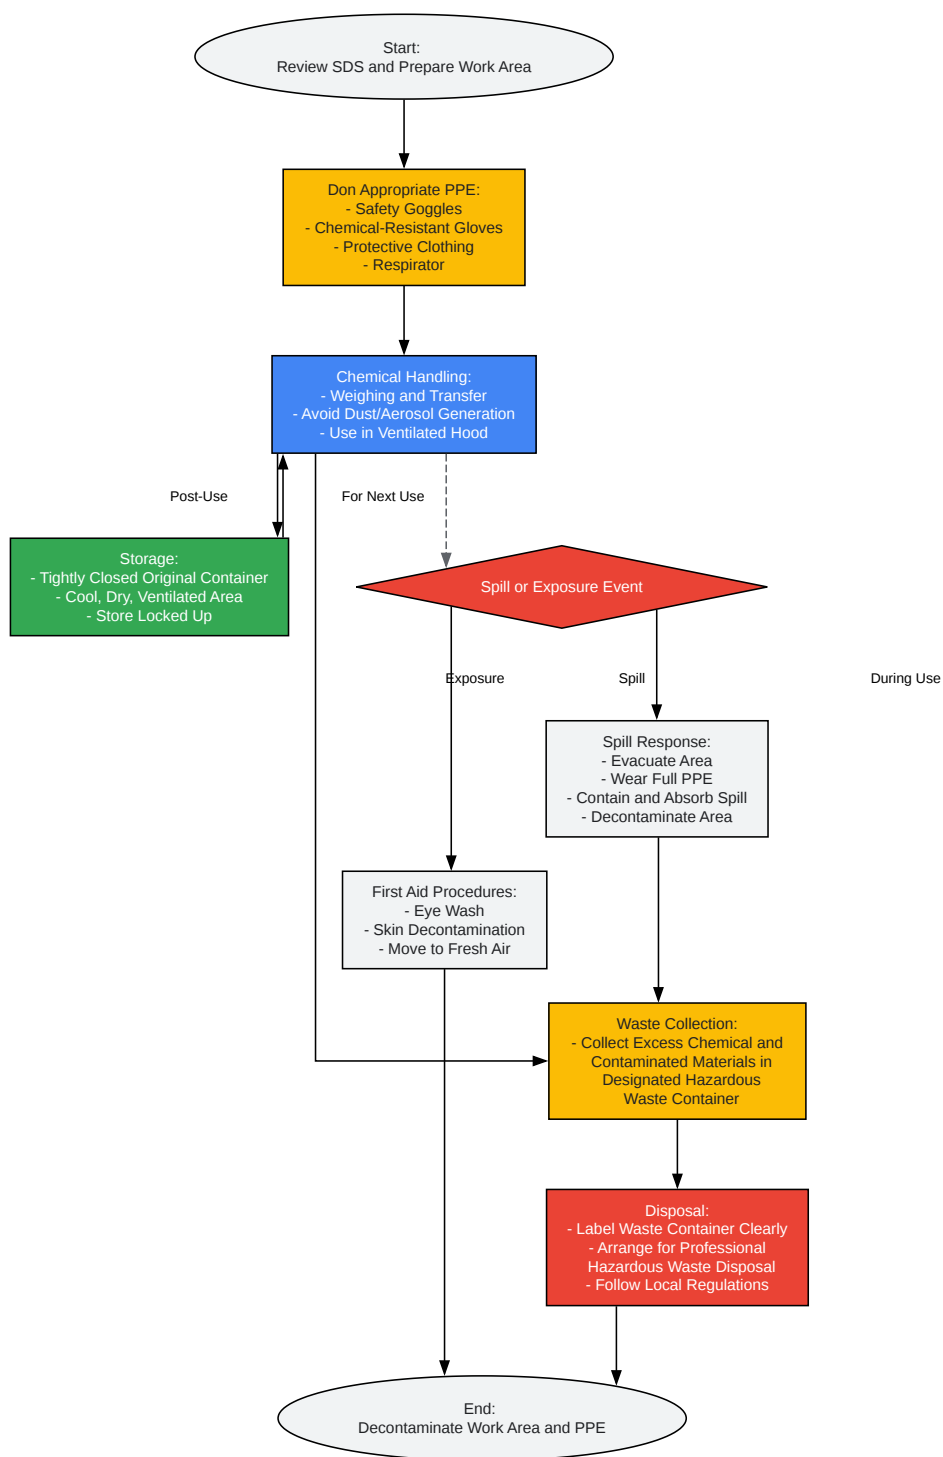 Start:
Review SDS and Prepare Work Area
Don Appropriate PPE:
- Safety Goggles
- Chemical-Resistant Gloves
- Protective Clothing
- Respirator
Chemical Handling:
- Weighing and Transfer
- Avoid Dust/Aerosol Generation
- Use in Ventilated Hood
Post-Use
For Next Use
Storage:
- Tightly Closed Original Container
- Cool, Dry, Ventilated Area
- Store Locked Up
Spill or Exposure Event
Exposure
Spill
During Use
Spill Response:
- Evacuate Area
- Wear Full PPE
- Contain and Absorb Spill
- Decontaminate Area
First Aid Procedures:
- Eye Wash
- Skin Decontamination
- Move to Fresh Air
Waste Collection:
- Collect Excess Chemical and
Contaminated Materials in
Designated Hazardous
Waste Container
Disposal:
- Label Waste Container Clearly
- Arrange for Professional
Hazardous Waste Disposal
- Follow Local Regulations
End:
Decontaminate Work Area and PPE